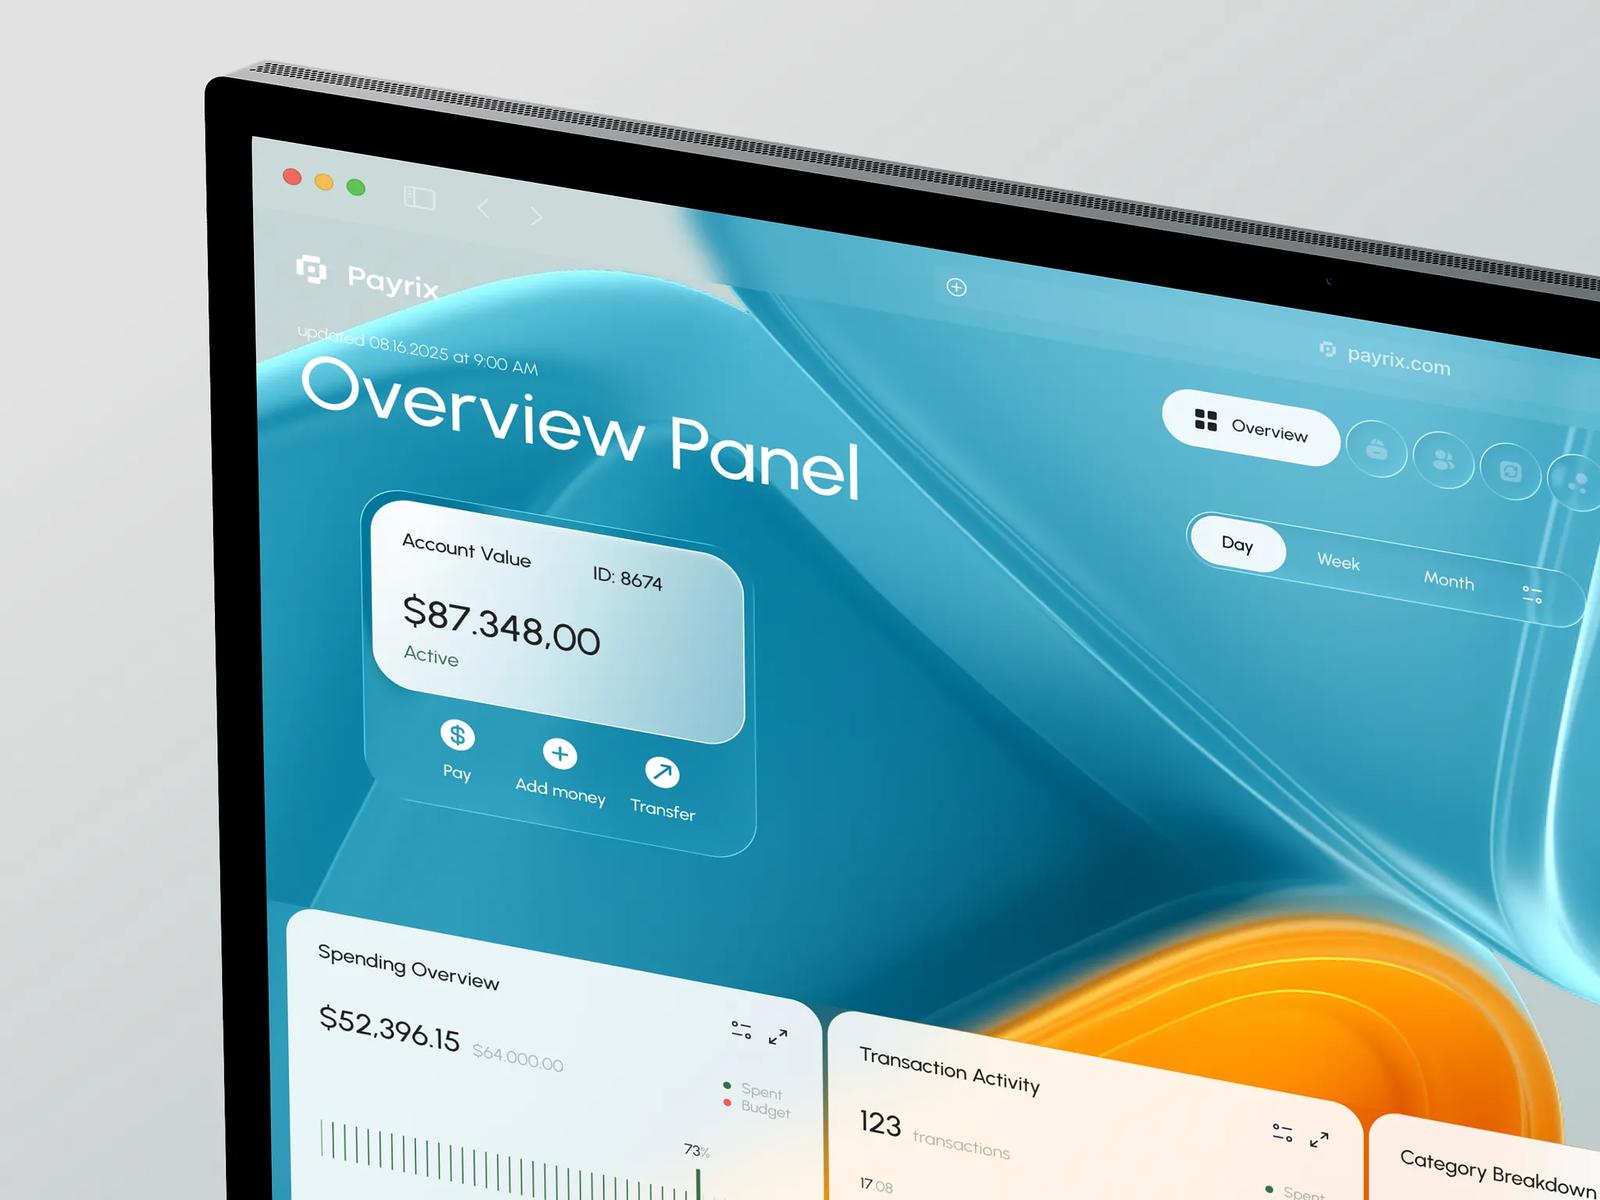 Payrix
payrix.com
updated 08.16.2025 at 9:00 AM
Overview Panel
Overview
Day
Week
Month
Account Value
ID: 8674
$87.348,00
Active
Pay
Add money
Transfer
Spending Overview
$52,396.15 $64.000.00
Spent
Budget
73%
Transaction Activity
123 transactions
17.08
Spent
Category Breakdown